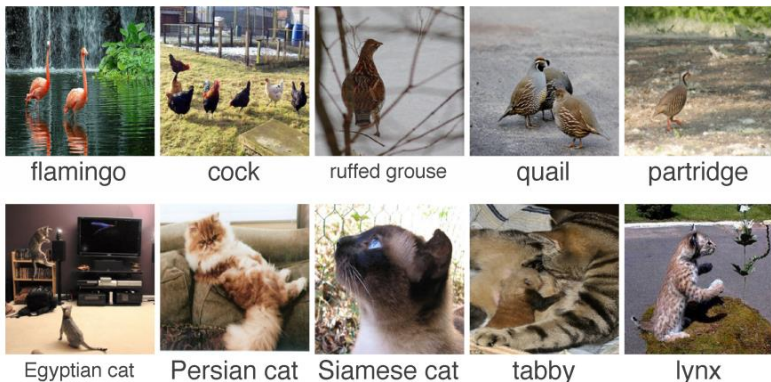 flamingo
cock
ruffed grouse
quail
partridge
Egyptian cat
Persian cat
Siamese cat
tabby
lynx